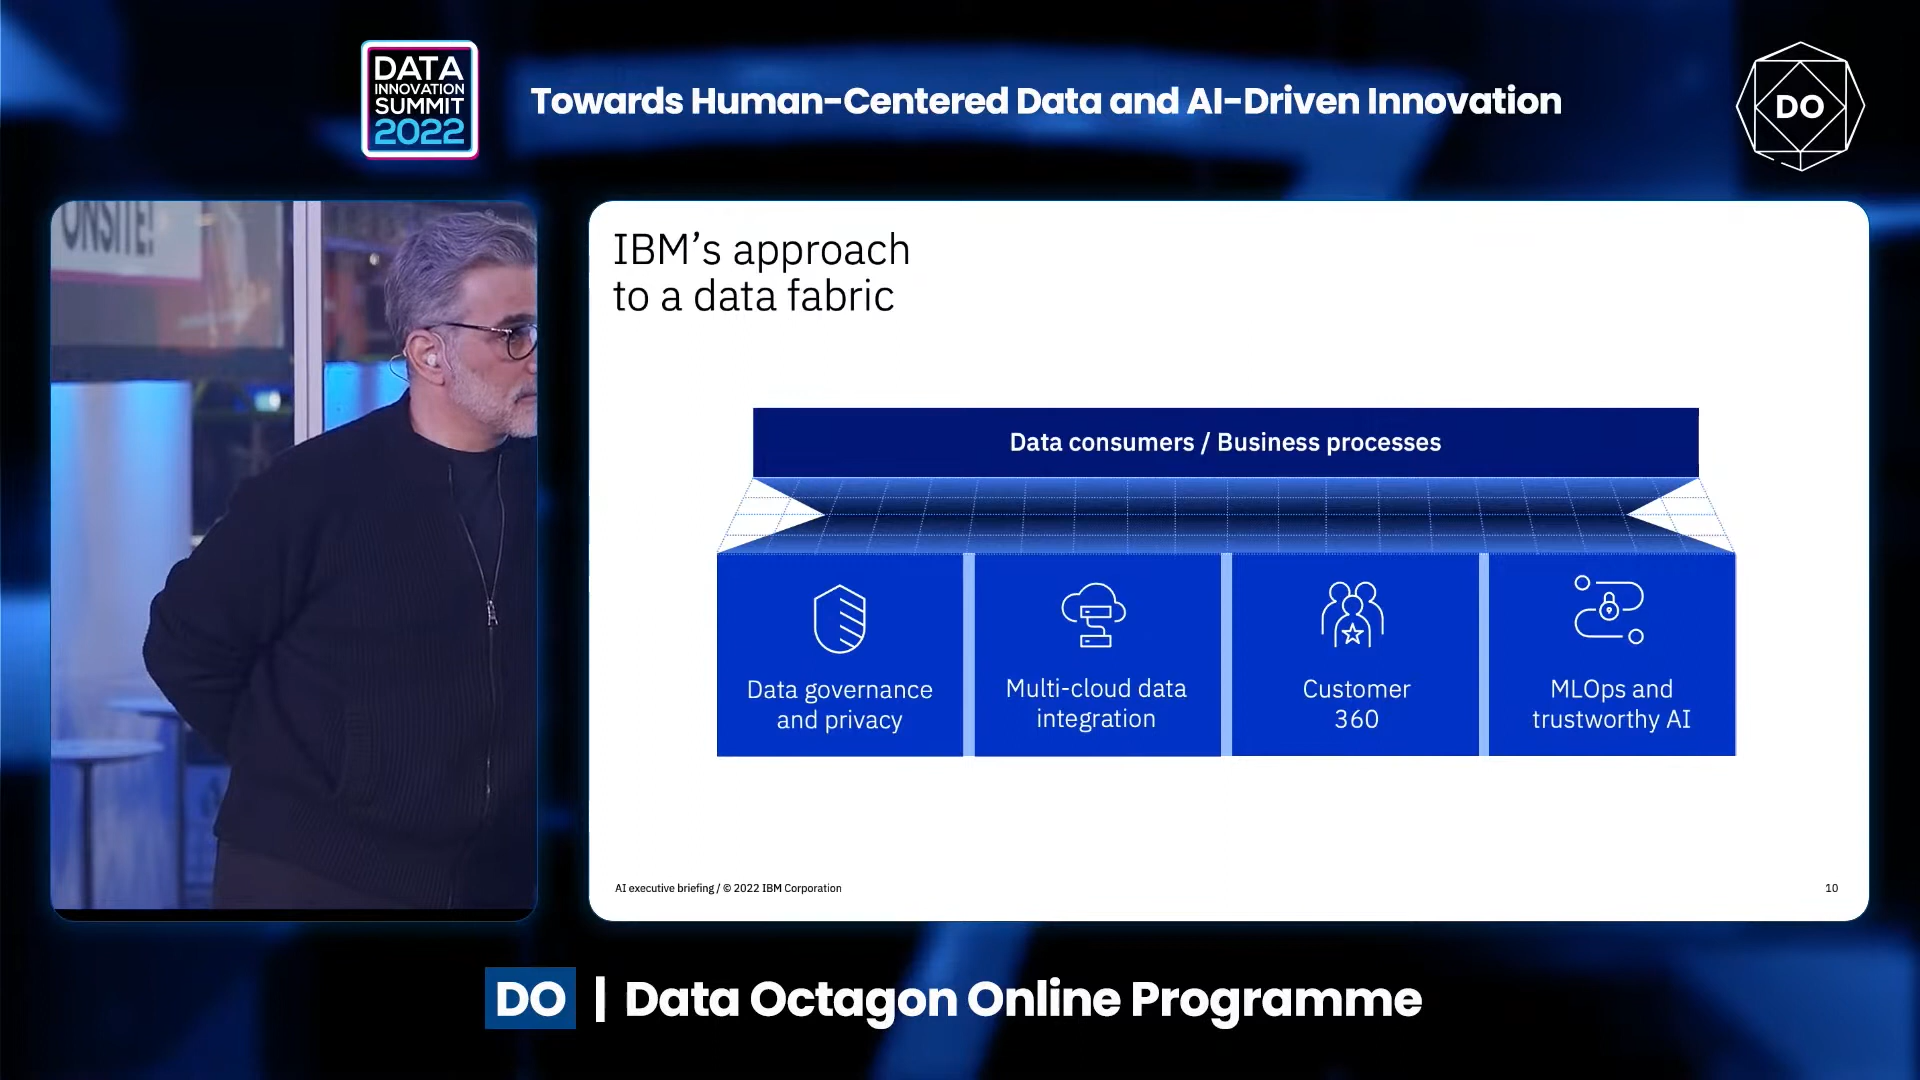 DATA
INNOVATION
SUMMIT
2022
Towards Human-Centered Data and AI-Driven Innovation
DO
ONSITE!
IBM’s approach
to a data fabric
Data consumers / Business processes
Data governance
and privacy
Multi-cloud data
integration
Customer
360
MLOps and
trustworthy AI
AI executive briefing / © 2022 IBM Corporation
10
DO | Data Octagon Online Programme